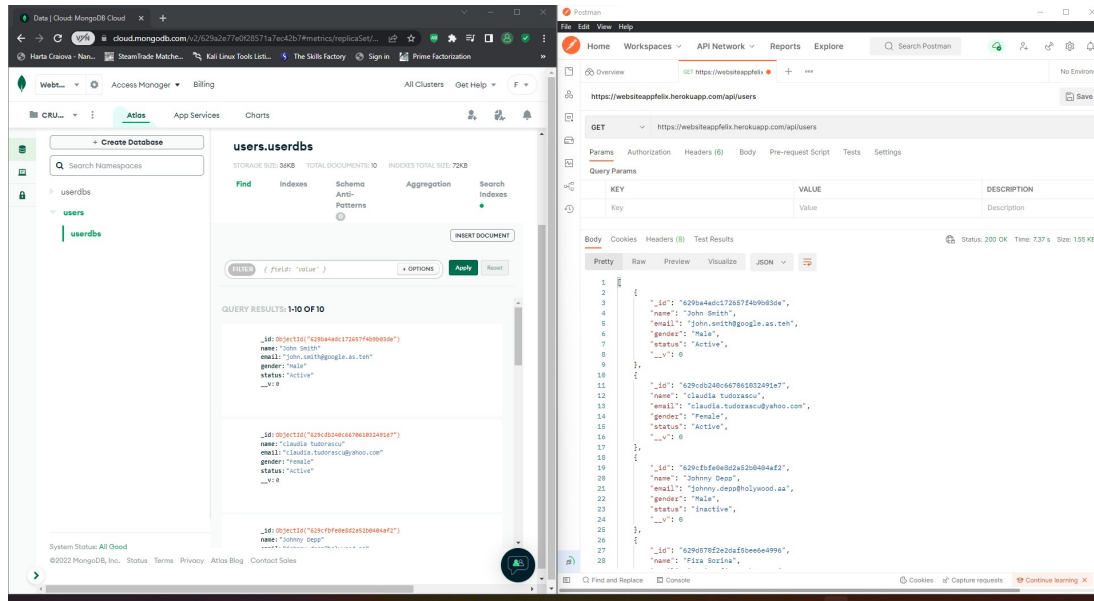 Data | Cloud: MongoDB Cloud
cloud.mongodb.com/v2/629a2e77e0f28571a7ec42b7#metrics/replicaSet/...
VPN
Harta Craiova - Nan... SteamTrade Matche... Kali Linux Tools Listi... The Skills Factory Sign in Prime Factorization »
Webt... Access Manager Billing All Clusters Get Help F
CRU... Atlas App Services Charts
+ Create Database
Search Namespaces
userdbs
users
userdbs
System Status: All Good
users.userdbs
STORAGE SIZE: 36KB TOTAL DOCUMENTS: 10 INDEXES TOTAL SIZE: 72KB
Find Indexes Schema Anti-Patterns 0 Aggregation Search Indexes
INSERT DOCUMENT
FILTER { field: 'value' } OPTIONS Apply Reset
QUERY RESULTS: 1-10 OF 10
_id: ObjectId("629ba4adc172657f4b9b03de")
name: "John Smith"
email: "john.smith@google.as.teh"
gender: "Male"
status: "Active"
__v: 0
_id: ObjectId("629cdb240c667061032491e7")
name: "claudia tudorascu"
email: "claudia.tudorascu@yahoo.com"
gender: "Female"
status: "Active"
__v: 0
_id: ObjectId("629cfbfe0e8d2a52b0404af2")
name: "Johnny Depp"
©2022 MongoDB, Inc. Status Terms Privacy Atlas Blog Contact Sales
Postman
File Edit View Help
Home Workspaces API Network Reports Explore Search Postman
Overview GET https://websiteappfelix + ••• No Environ
https://websiteappfelix.herokuapp.com/api/users Save
GET https://websiteappfelix.herokuapp.com/api/users
Params Authorization Headers (6) Body Pre-request Script Tests Settings
Query Params
KEY VALUE DESCRIPTION
Key Value Description
Body Cookies Headers (8) Test Results Status: 200 OK Time: 7.37 s Size: 1.55 KB
Pretty Raw Preview Visualize JSON
1 [
2 {
3 "_id": "629ba4adc172657f4b9b03de",
4 "name": "John Smith",
5 "email": "john.smith@google.as.teh",
6 "gender": "Male",
7 "status": "Active",
8 "__v": 0
9 },
10 {
11 "_id": "629cdb240c667061032491e7",
12 "name": "claudia tudorascu",
13 "email": "claudia.tudorascu@yahoo.com",
14 "gender": "Female",
15 "status": "Active",
16 "__v": 0
17 },
18 {
19 "_id": "629cfbfe0e8d2a52b0404af2",
20 "name": "Johnny Depp",
21 "email": "johnny.depp@holywood.aa",
22 "gender": "Male",
23 "status": "inactive",
24 "__v": 0
25 },
26 {
27 "_id": "629d578f2e2daf5bee6e4996",
28 "name": "Fira Sorina",
Find and Replace Console Cookies Capture requests Continue learning